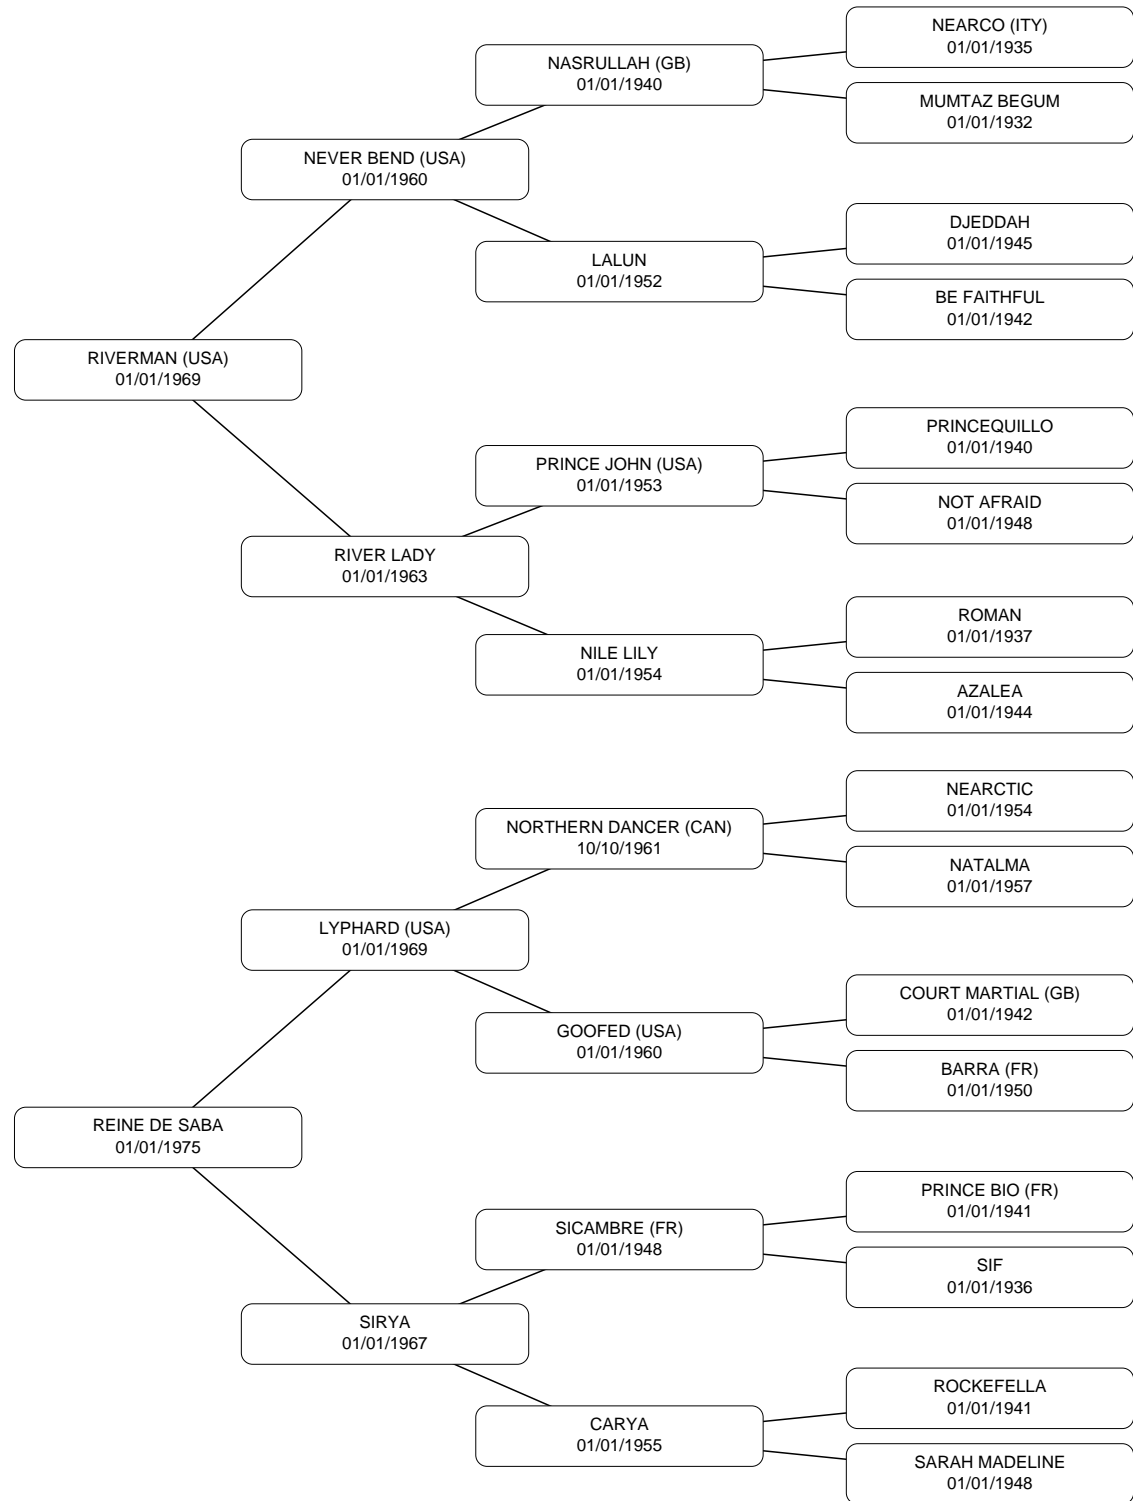 NEARCO (ITY)
01/01/1935
NASRULLAH (GB)
01/01/1940
MUMTAZ BEGUM
01/01/1932
NEVER BEND (USA)
01/01/1960
DJEDDAH
01/01/1945
LALUN
01/01/1952
BE FAITHFUL
01/01/1942
RIVERMAN (USA)
01/01/1969
PRINCEQUILLO
01/01/1940
PRINCE JOHN (USA)
01/01/1953
NOT AFRAID
01/01/1948
RIVER LADY
01/01/1963
ROMAN
01/01/1937
NILE LILY
01/01/1954
AZALEA
01/01/1944
NEARCTIC
01/01/1954
NORTHERN DANCER (CAN)
10/10/1961
NATALMA
01/01/1957
LYPHARD (USA)
01/01/1969
COURT MARTIAL (GB)
01/01/1942
GOOFED (USA)
01/01/1960
BARRA (FR)
01/01/1950
REINE DE SABA
01/01/1975
PRINCE BIO (FR)
01/01/1941
SICAMBRE (FR)
01/01/1948
SIF
01/01/1936
SIRYA
01/01/1967
ROCKEFELLA
01/01/1941
CARYA
01/01/1955
SARAH MADELINE
01/01/1948